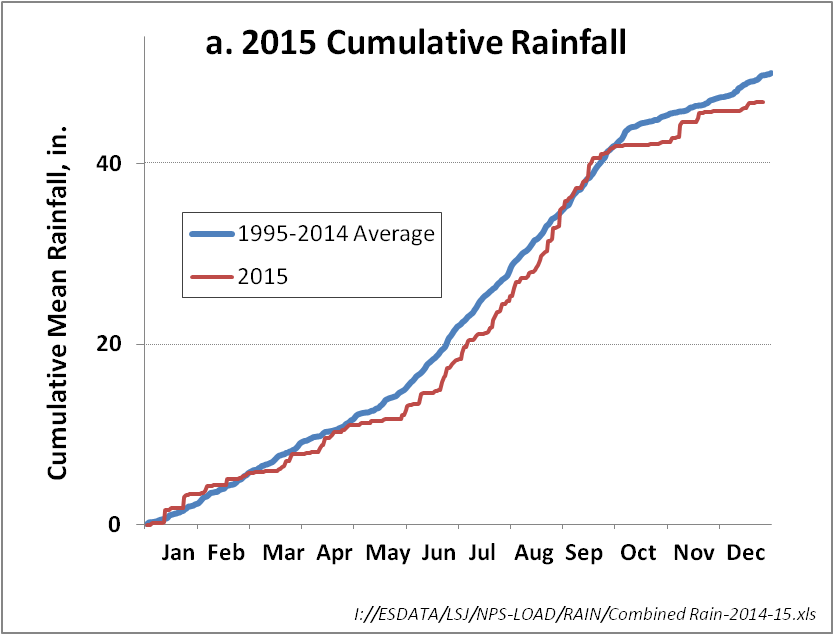 a. 2015 Cumulative Rainfall
Cumulative Mean Rainfall, in.
40
20
0
1995-2014 Average
2015
Jan Feb Mar Apr May Jun Jul Aug Sep Oct Nov Dec
I://ESDATA/LSJ/NPS-LOAD/RAIN/Combined Rain-2014-15.xls